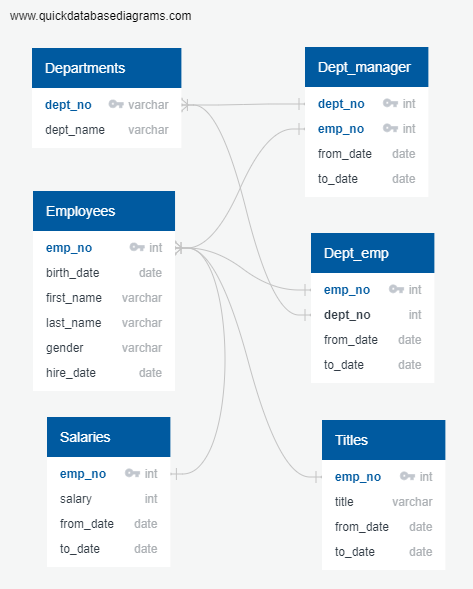 www.quickdatabasediagrams.com
Departments
dept_no varchar
dept_name varchar
Dept_manager
dept_no int
emp_no int
from_date date
to_date date
Employees
emp_no int
birth_date date
first_name varchar
last_name varchar
gender varchar
hire_date date
Dept_emp
emp_no int
dept_no int
from_date date
to_date date
Salaries
emp_no int
salary int
from_date date
to_date date
Titles
emp_no int
title varchar
from_date date
to_date date